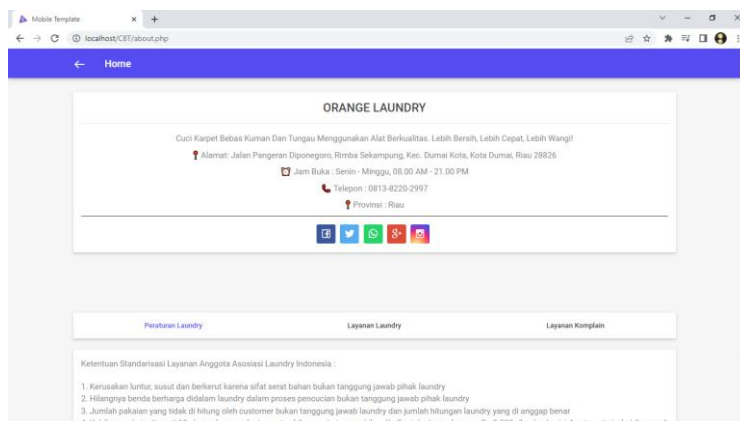 Mobile Template
localhost/CBT/about.php
Home
ORANGE LAUNDRY
Cuci Karpet Bebas Kuman Dan Tungau Menggunakan Alat Berkualitas. Lebih Bersih, Lebih Cepat, Lebih Wangi!
Alamat: Jalan Pangeran Diponegoro, Rimba Sekampung, Kec. Dumai Kota, Kota Dumai, Riau 28826
Jam Buka : Senin - Minggu, 08.00 AM - 21.00 PM
Telepon : 0813-8220-2997
Provinsi : Riau
Peraturan Laundry Layanan Laundry Layanan Komplain
Ketentuan Standarisasi Layanan Anggota Asosiasi Laundry Indonesia :
1. Kerusakan luntur, susut dan berkerut karena sifat serat bahan bukan tanggung jawab pihak laundry
2. Hilangnya benda berharga didalam laundry dalam proses pencucian bukan tanggung jawab pihak laundry
3. Jumlah pakaian yang tidak di hitung oleh customer bukan tanggung jawab laundry dan jumlah hitungan laundry yang di anggap benar